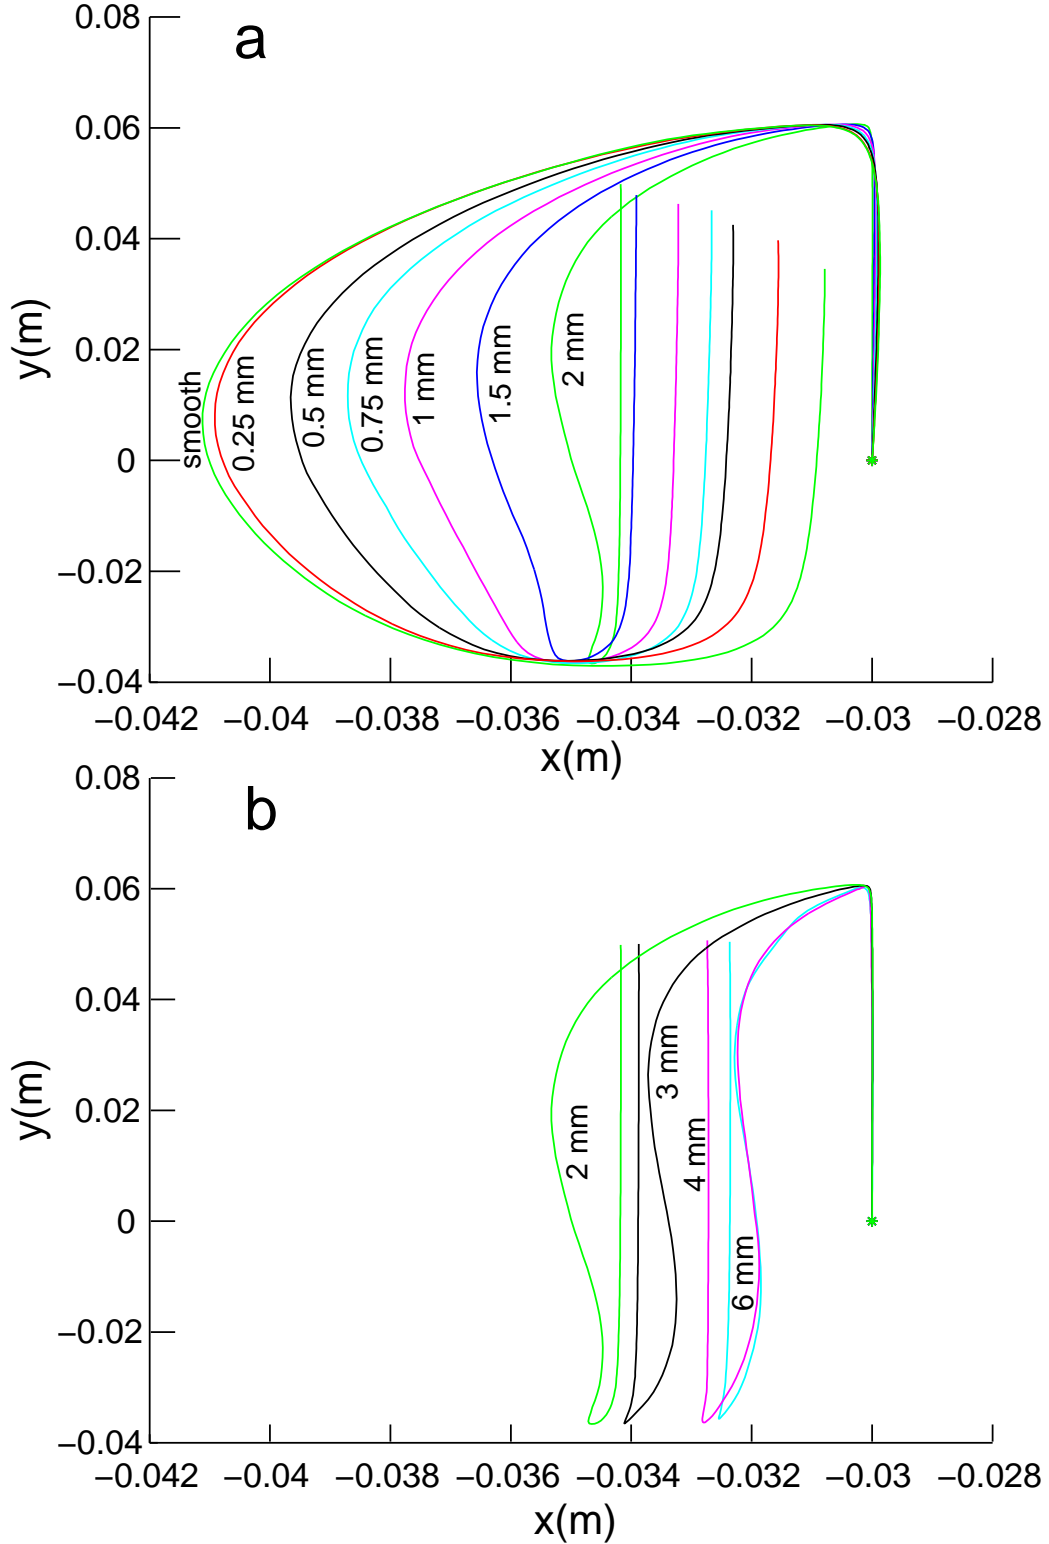 a
0.08
0.06
0.04
0.02
0
−0.02
−0.04
y(m)
smooth
0.25 mm
0.5 mm
0.75 mm
1 mm
1.5 mm
2 mm
−0.042 −0.04 −0.038 −0.036 −0.034 −0.032 −0.03 −0.028
x(m)
b
0.08
0.06
0.04
0.02
0
−0.02
−0.04
y(m)
2 mm
3 mm
4 mm
6 mm
−0.042 −0.04 −0.038 −0.036 −0.034 −0.032 −0.03 −0.028
x(m)